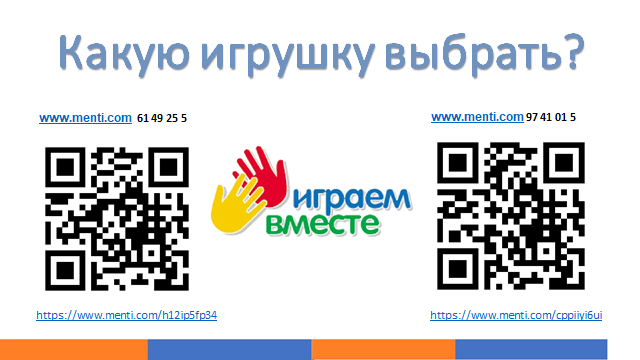 Какую игрушку выбрать?
www.menti.com 61 49 25 5
www.menti.com 97 41 01 5
играем
вместе
https://www.menti.com/h12ip5fp34
https://www.menti.com/cppiiyi6ui